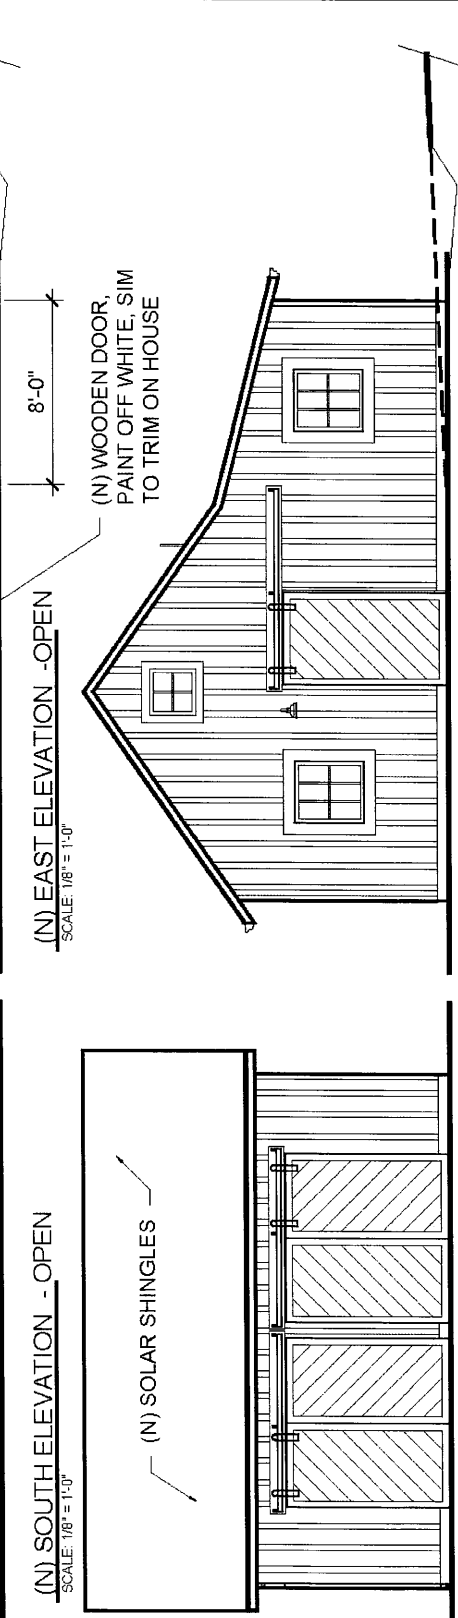 (N) EAST ELEVATION -OPEN
SCALE: 1/8" = 1'-0"
8'-0"
(N) WOODEN DOOR,
PAINT OFF WHITE, SIM
TO TRIM ON HOUSE
(N) SOUTH ELEVATION - OPEN
SCALE: 1/8" = 1'-0"
(N) SOLAR SHINGLES